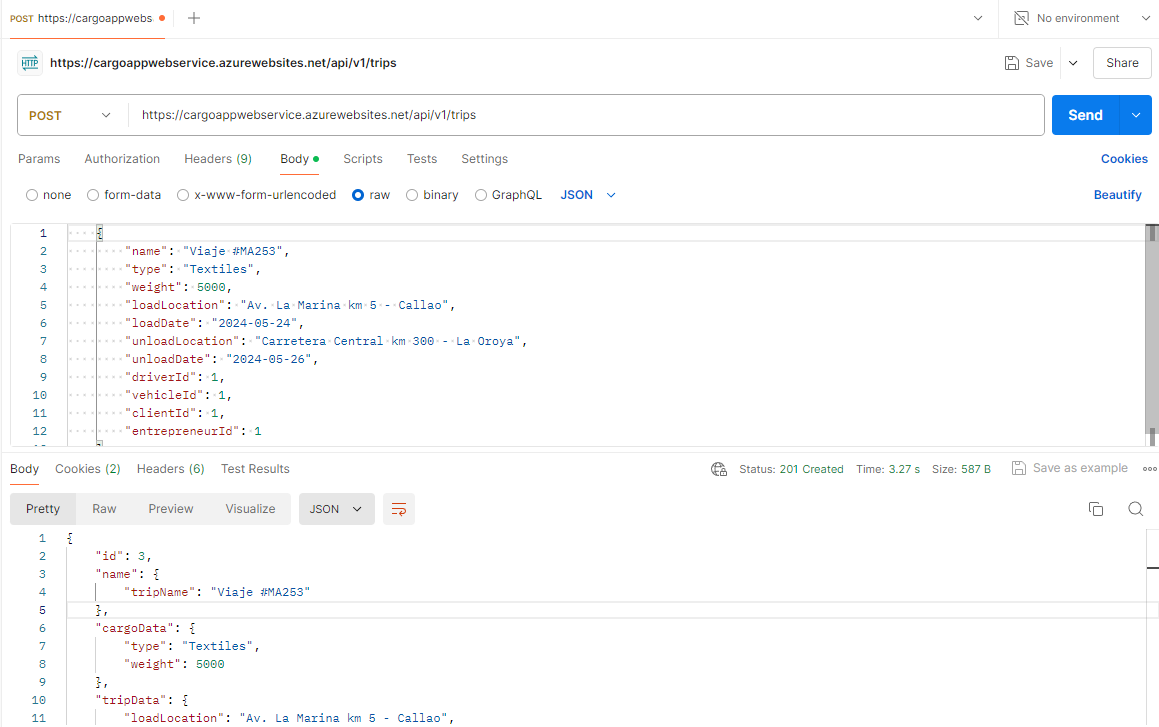 POST https://cargoappwebs
No environment
HTTP https://cargoappwebservice.azurewebsites.net/api/v1/trips
Save
Share
POST
https://cargoappwebservice.azurewebsites.net/api/v1/trips
Send
Params Authorization Headers (9) Body Scripts Tests Settings
Cookies
none form-data x-www-form-urlencoded raw binary GraphQL JSON
Beautify
1 {
2 "name": "Viaje #MA253",
3 "type": "Textiles",
4 "weight": 5000,
5 "loadLocation": "Av. La Marina km 5 - Callao",
6 "loadDate": "2024-05-24",
7 "unloadLocation": "Carretera Central km 300 - La Oroya",
8 "unloadDate": "2024-05-26",
9 "driverId": 1,
10 "vehicleId": 1,
11 "clientId": 1,
12 "entrepreneurId": 1
Body Cookies (2) Headers (6) Test Results
Status: 201 Created Time: 3.27 s Size: 587 B
Save as example
Pretty Raw Preview Visualize JSON
1 {
2 "id": 3,
3 "name": {
4 "tripName": "Viaje #MA253"
5 },
6 "cargoData": {
7 "type": "Textiles",
8 "weight": 5000
9 },
10 "tripData": {
11 "loadLocation": "Av. La Marina km 5 - Callao",